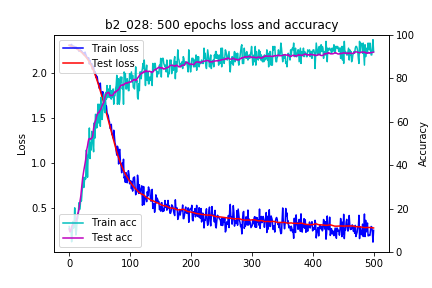 b2_028: 500 epochs loss and accuracy
Train loss
Test loss
Train acc
Test acc
Loss
2.0
1.5
1.0
0.5
Accuracy
100
80
60
40
20
0
0
100
200
300
400
500